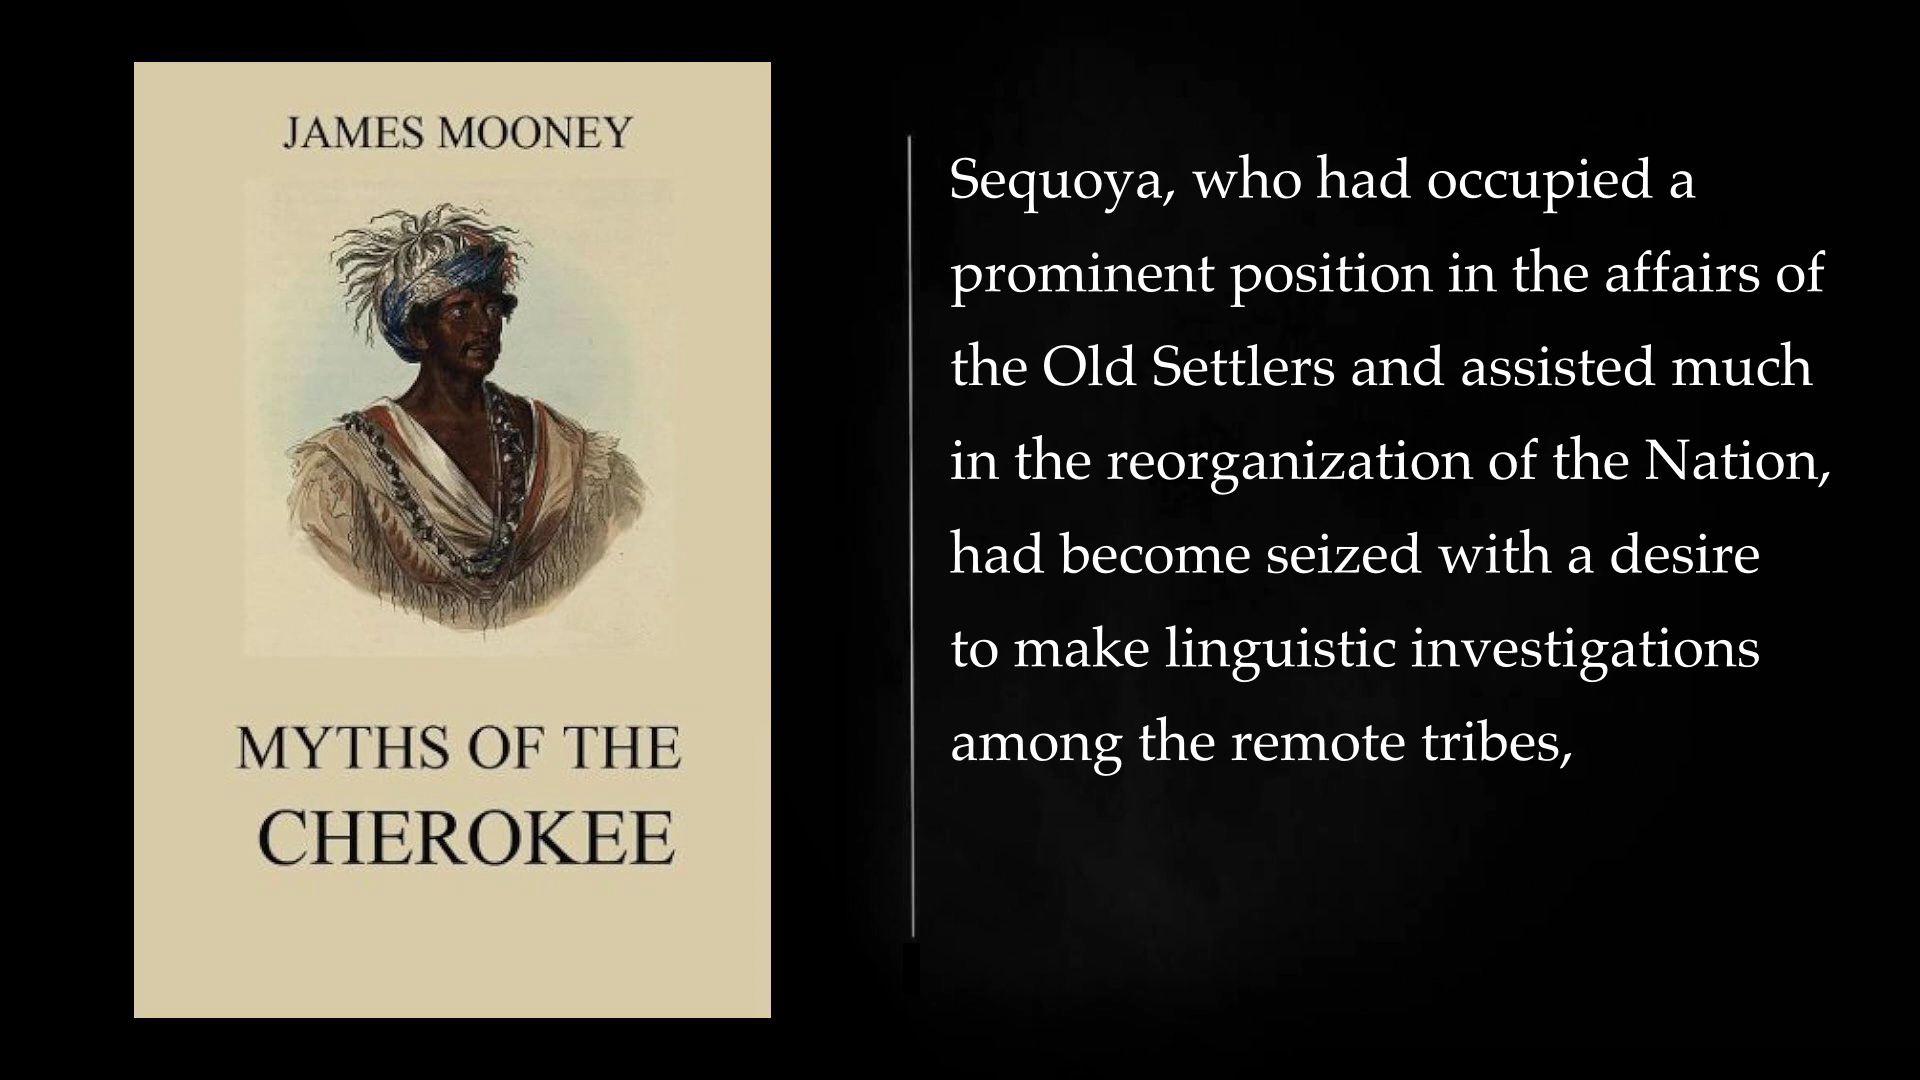 JAMES MOONEY
MYTHS OF THE
CHEROKEE
Sequoya, who had occupied a
prominent position in the affairs of
the Old Settlers and assisted much
in the reorganization of the Nation,
had become seized with a desire
to make linguistic investigations
among the remote tribes,